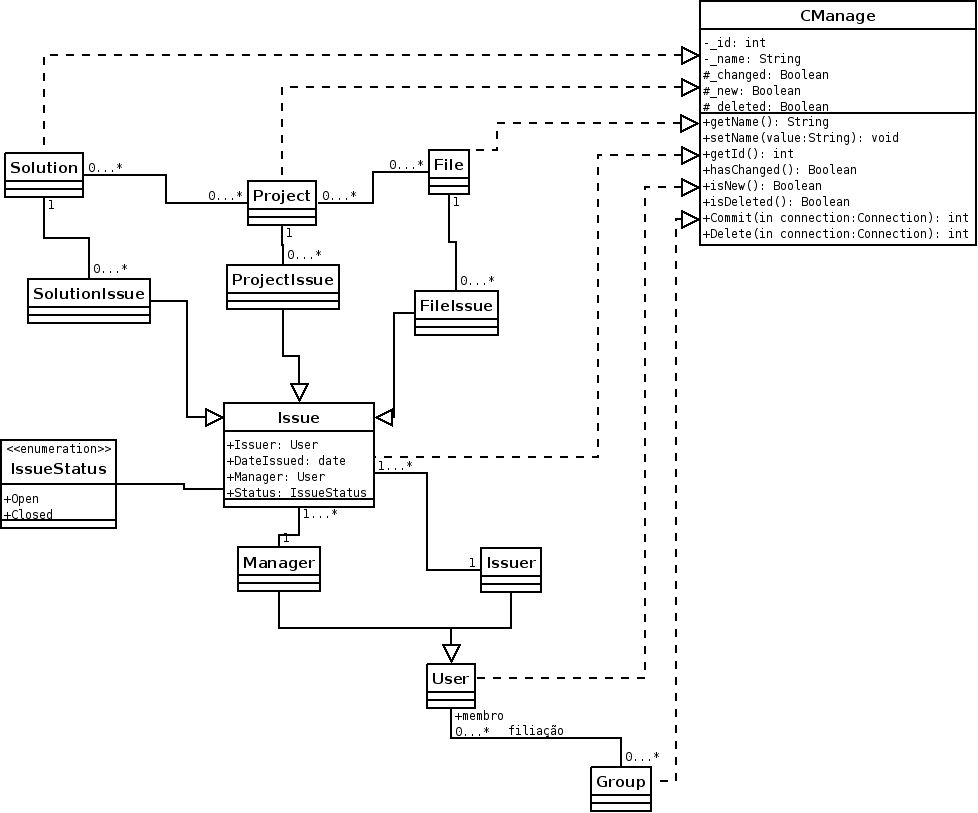 CManage
-_id: int
-_name: String
#_changed: Boolean
#_new: Boolean
#_deleted: Boolean
+getName(): String
+setName(value:String): void
+getId(): int
+hasChanged(): Boolean
+isNew(): Boolean
+isDeleted(): Boolean
+Commit(in connection:Connection): int
+Delete(in connection:Connection): int
Solution
0...*
1
0...*
Project
0...*
1
0...*
File
1
0...*
SolutionIssue
0...*
ProjectIssue
0...*
FileIssue
Issue
+Issuer: User
+DateIssued: date
+Manager: User
+Status: IssueStatus
1...*
1...*
<<enumeration>>
IssueStatus
+Open
+Closed
1
Manager
1
Issuer
User
+membro
0...*
filiação
0...*
Group